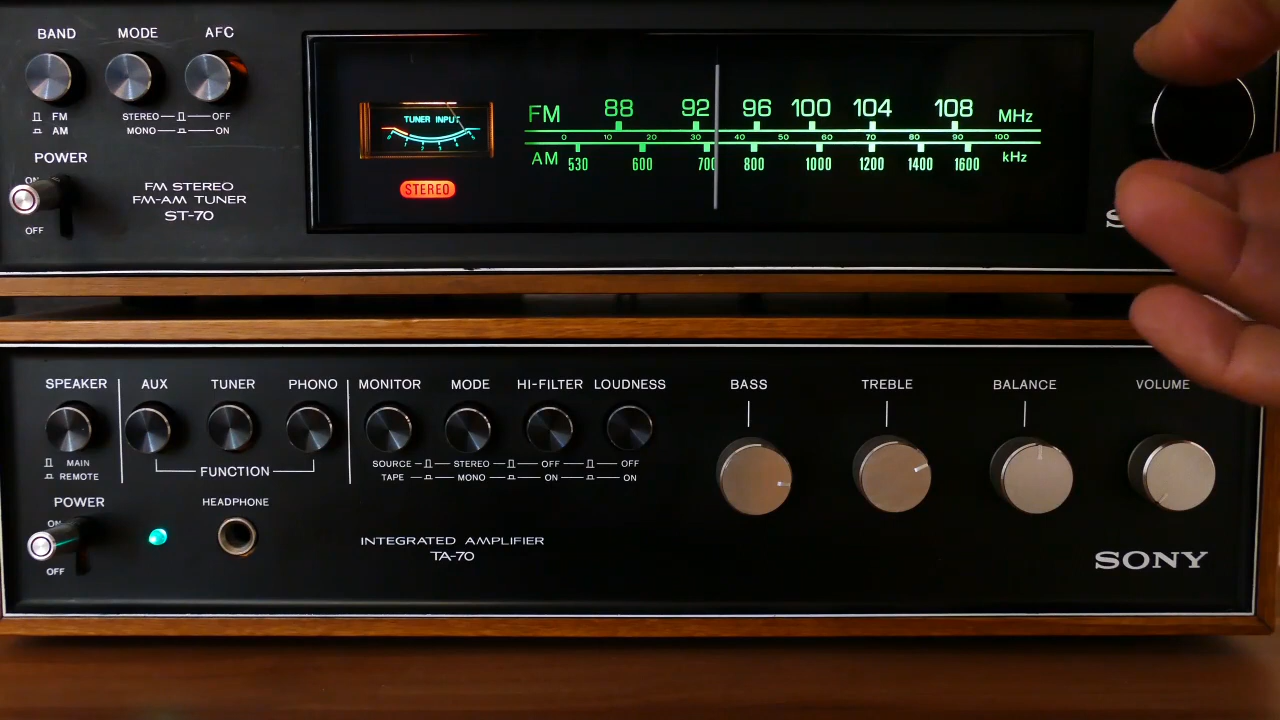 BAND MODE AFC
FM STEREO OFF
AM MONO ON
POWER
ON
OFF
FM STEREO
FM-AM TUNER
ST-70
TUNER INPUT
STEREO
FM 88 92 96 100 104 108 MHz
0 10 20 30 40 50 60 70 80 90 100
AM 530 600 700 800 1000 1200 1400 1600 kHz
S
SPEAKER AUX TUNER PHONO MONITOR MODE HI-FILTER LOUDNESS BASS TREBLE BALANCE VOLUME
MAIN SOURCE STEREO OFF OFF
REMOTE FUNCTION TAPE MONO ON ON
POWER HEADPHONE
ON
OFF
INTEGRATED AMPLIFIER
TA-70
SONY